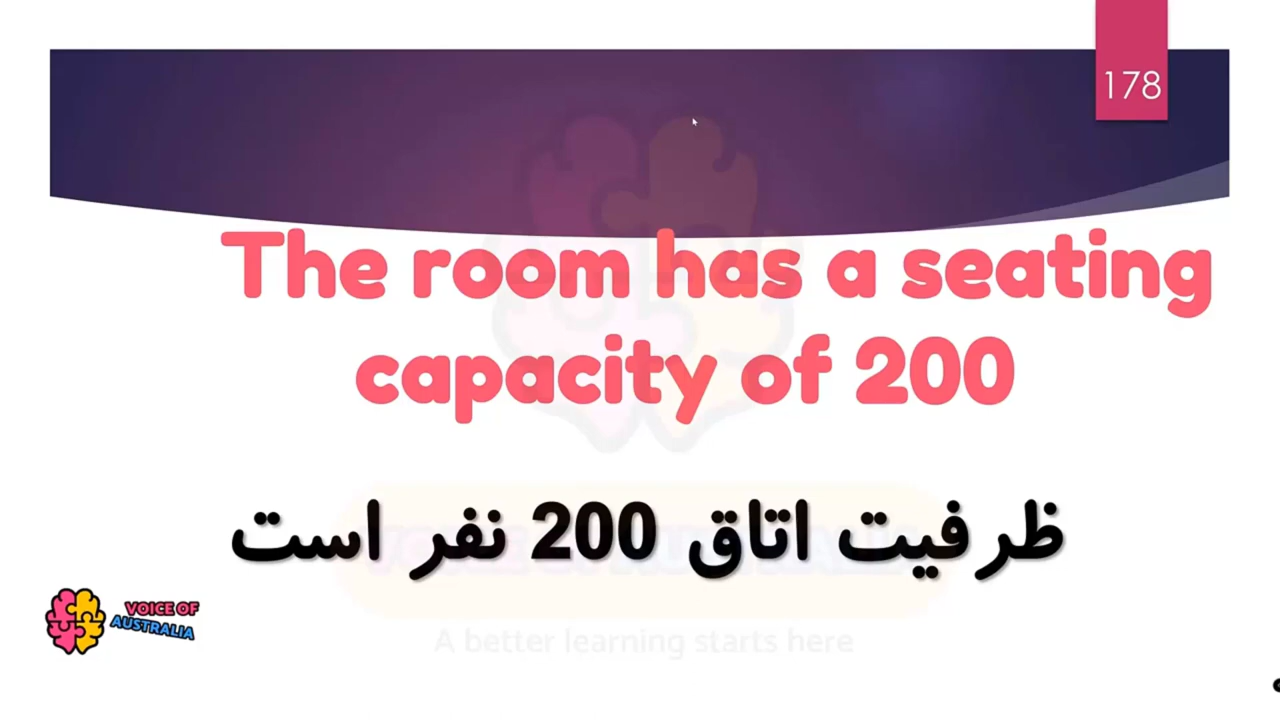 178
The room has a seating
capacity of 200
ظرفیت اتاق 200 نفر است
VOICE OF
AUSTRALIA
A better learning starts here